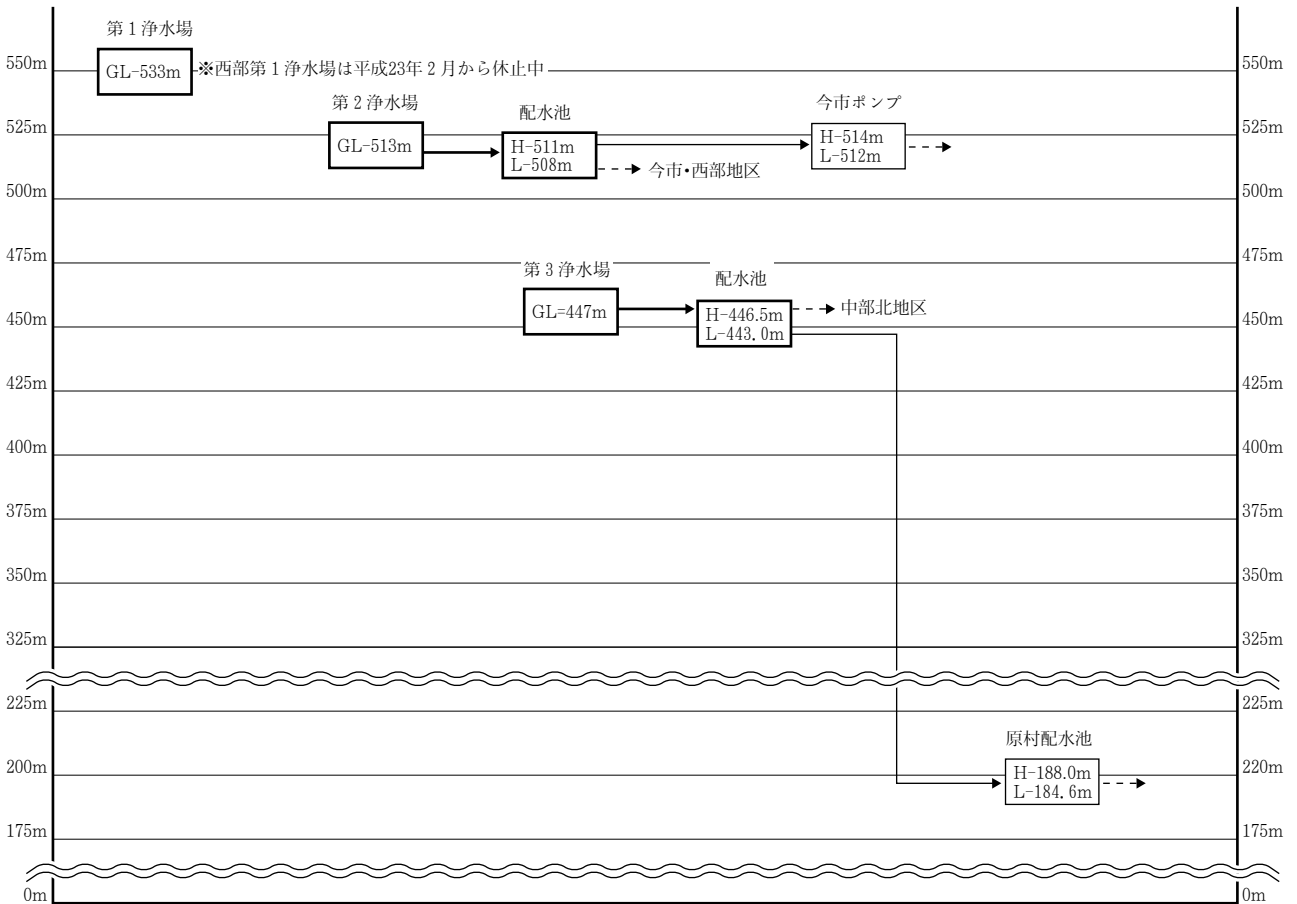 第1浄水場
550m
GL-533m
※西部第1浄水場は平成23年2月から休止中
550m
第2浄水場
配水池
今市ポンプ
525m
GL-513m
H-511m
L-508m
H-514m
L-512m
525m
今市・西部地区
500m
500m
475m
475m
第3浄水場
配水池
GL=447m
H-446.5m
L-443.0m
中部北地区
450m
450m
425m
425m
400m
400m
375m
375m
350m
350m
325m
325m
225m
225m
原村配水池
200m
H-188.0m
L-184.6m
220m
175m
175m
0m
0m